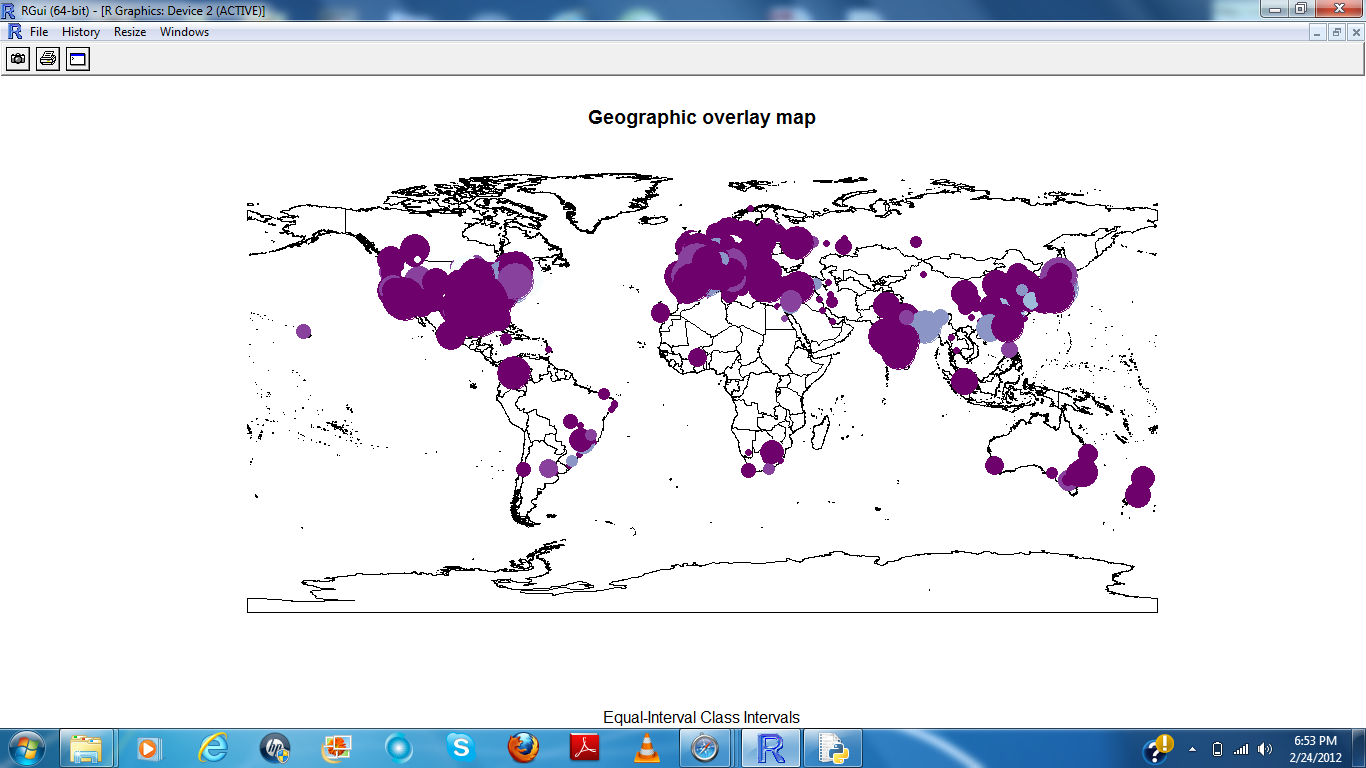 RGui (64-bit) - [R Graphics: Device 2 (ACTIVE)]
File History Resize Windows
Geographic overlay map
Equal-Interval Class Intervals
6:53 PM
2/24/2012